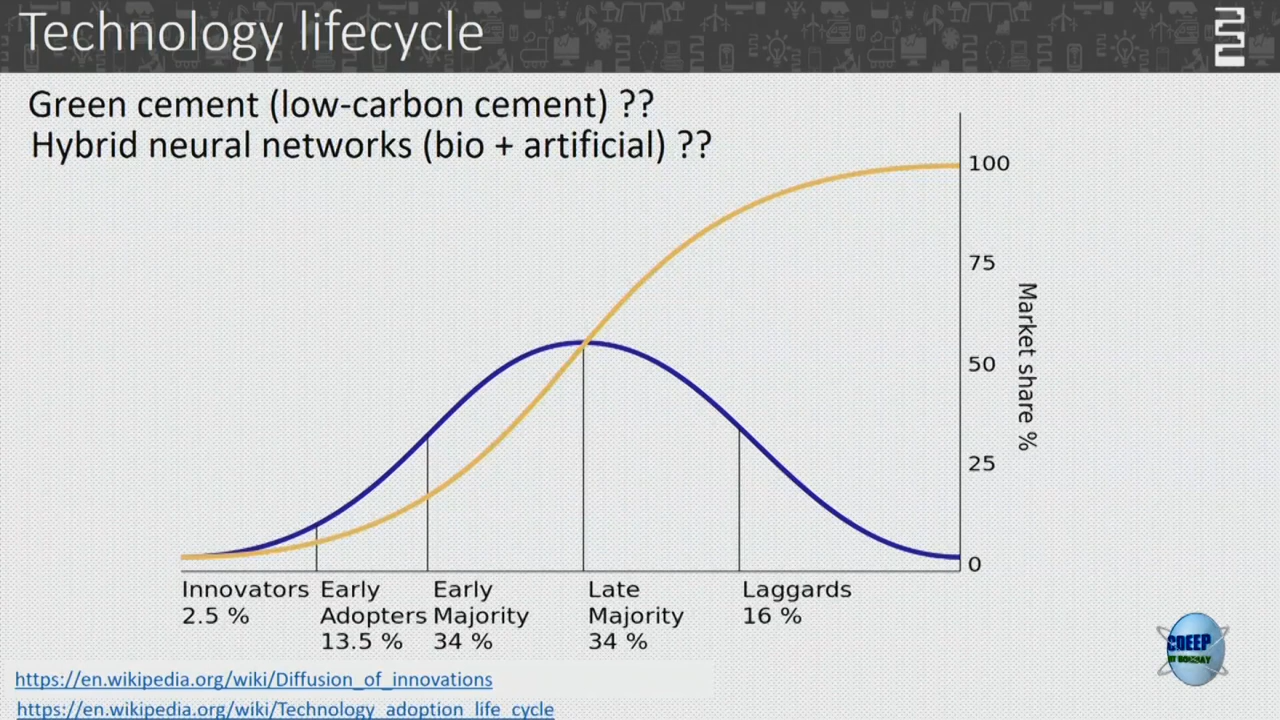 Technology lifecycle
Green cement (low-carbon cement) ??
Hybrid neural networks (bio + artificial) ??
100
75
50
25
0
Market share %
Innovators
2.5 %
Early
Adopters
13.5 %
Early
Majority
34 %
Late
Majority
34 %
Laggards
16 %
https://en.wikipedia.org/wiki/Diffusion_of_innovations
https://en.wikipedia.org/wiki/Technology_adoption_life_cycle
CDEEP
IIT BOMBAY